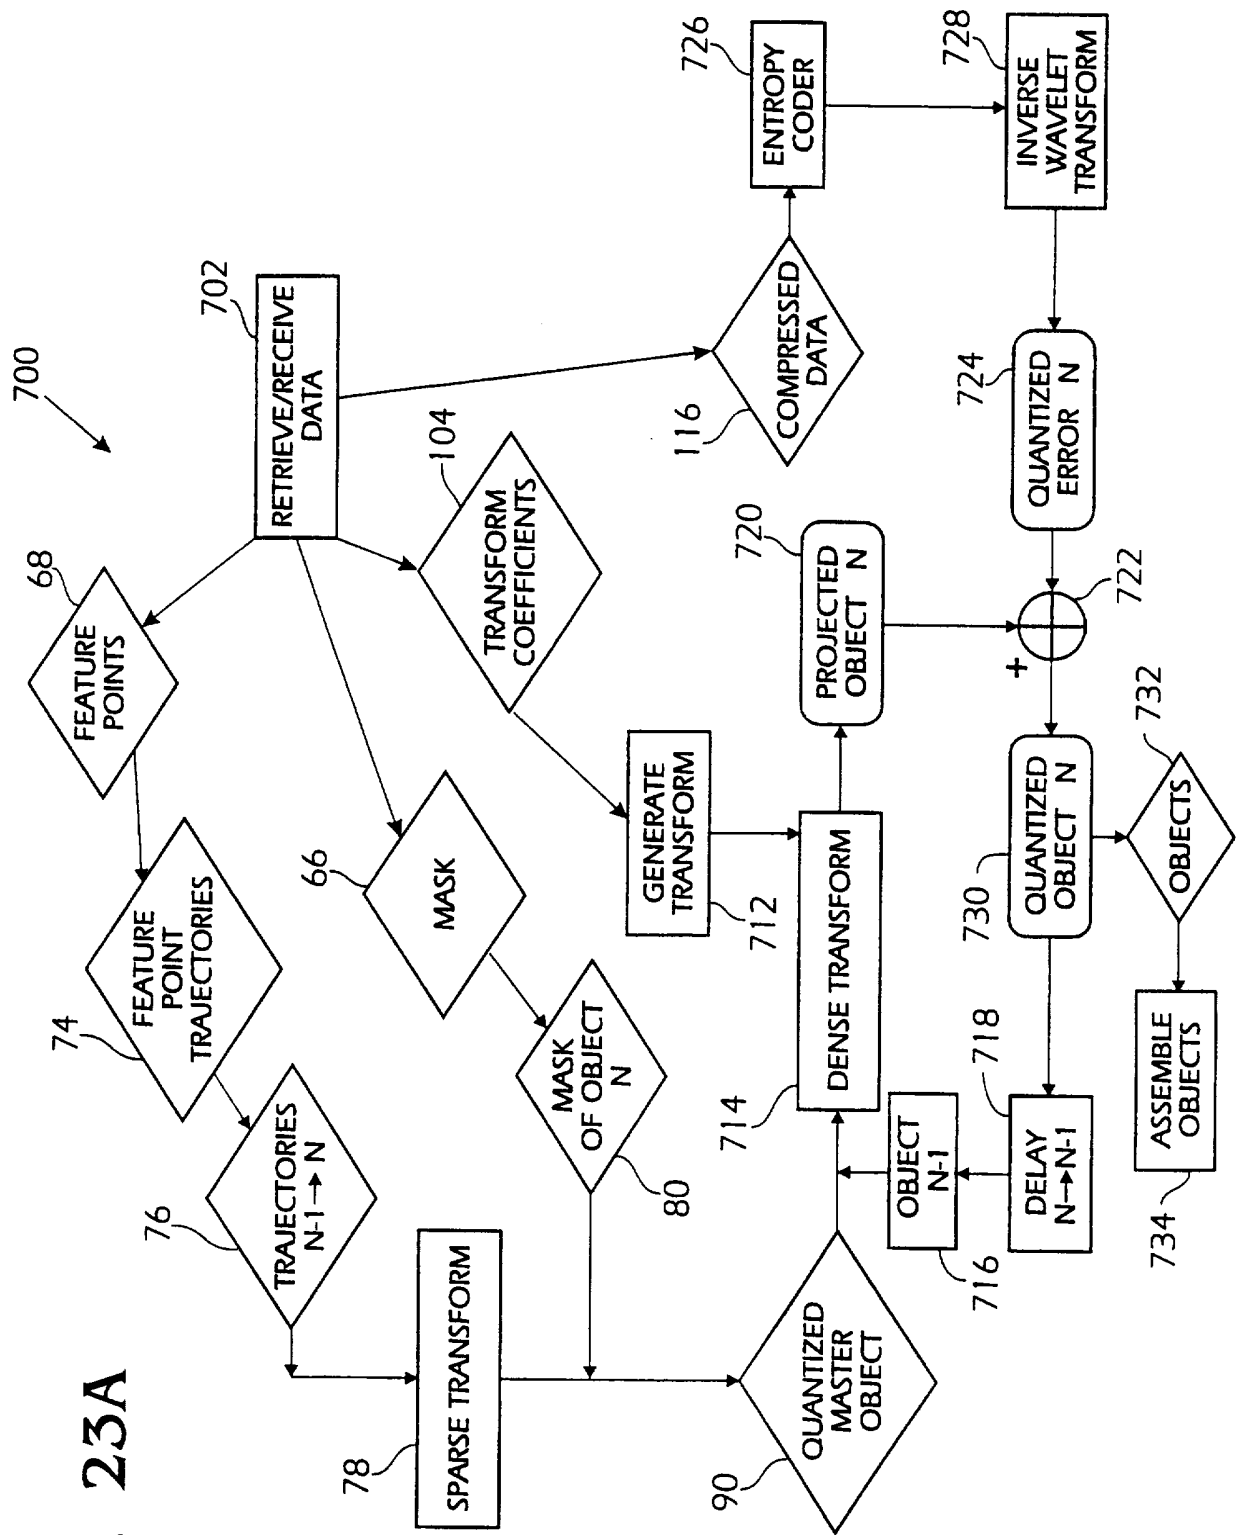 23A
700
702
RETRIEVE/RECEIVE
DATA
68
FEATURE
POINTS
74
FEATURE
POINT
TRAJECTORIES
76
TRAJECTORIES
N-1→N
78
SPARSE TRANSFORM
66
MASK
80
MASK
OF OBJECT
N
90
QUANTIZED
MASTER
OBJECT
104
TRANSFORM
COEFFICIENTS
712
GENERATE
TRANSFORM
714
DENSE TRANSFORM
716
OBJECT
N-1
718
DELAY
N→N-1
720
PROJECTED
OBJECT N
116
COMPRESSED
DATA
726
ENTROPY
CODER
728
INVERSE
WAVELET
TRANSFORM
724
QUANTIZED
ERROR N
722
+
730
QUANTIZED
OBJECT N
732
OBJECTS
734
ASSEMBLE
OBJECTS